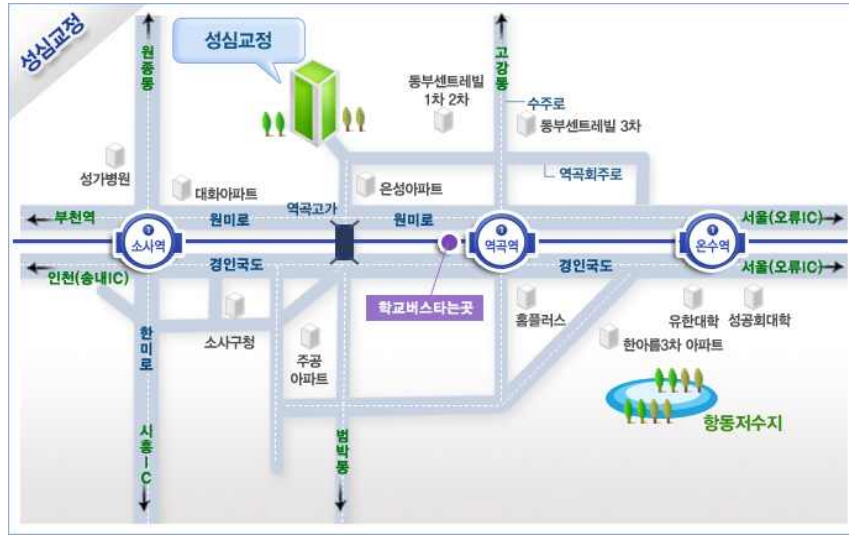 성심교정
성심교정
원종통
고강통
동부센트레빌
1차 2차
수주로
동부센트레빌 3차
성가병원
대화아파트
역곡고가
은성아파트
역곡회주로
부천역
원미로
원미로
서울(오류IC)
1
소사역
1
역곡역
1
온수역
인천(송내IC)
경인국도
경인국도
서울(오류IC)
학교버스타는곳
한미로
소사구청
주공
아파트
홈플러스
유한대학
성공회대학
한아름3차 아파트
항동저수지
시흥IC
범박통